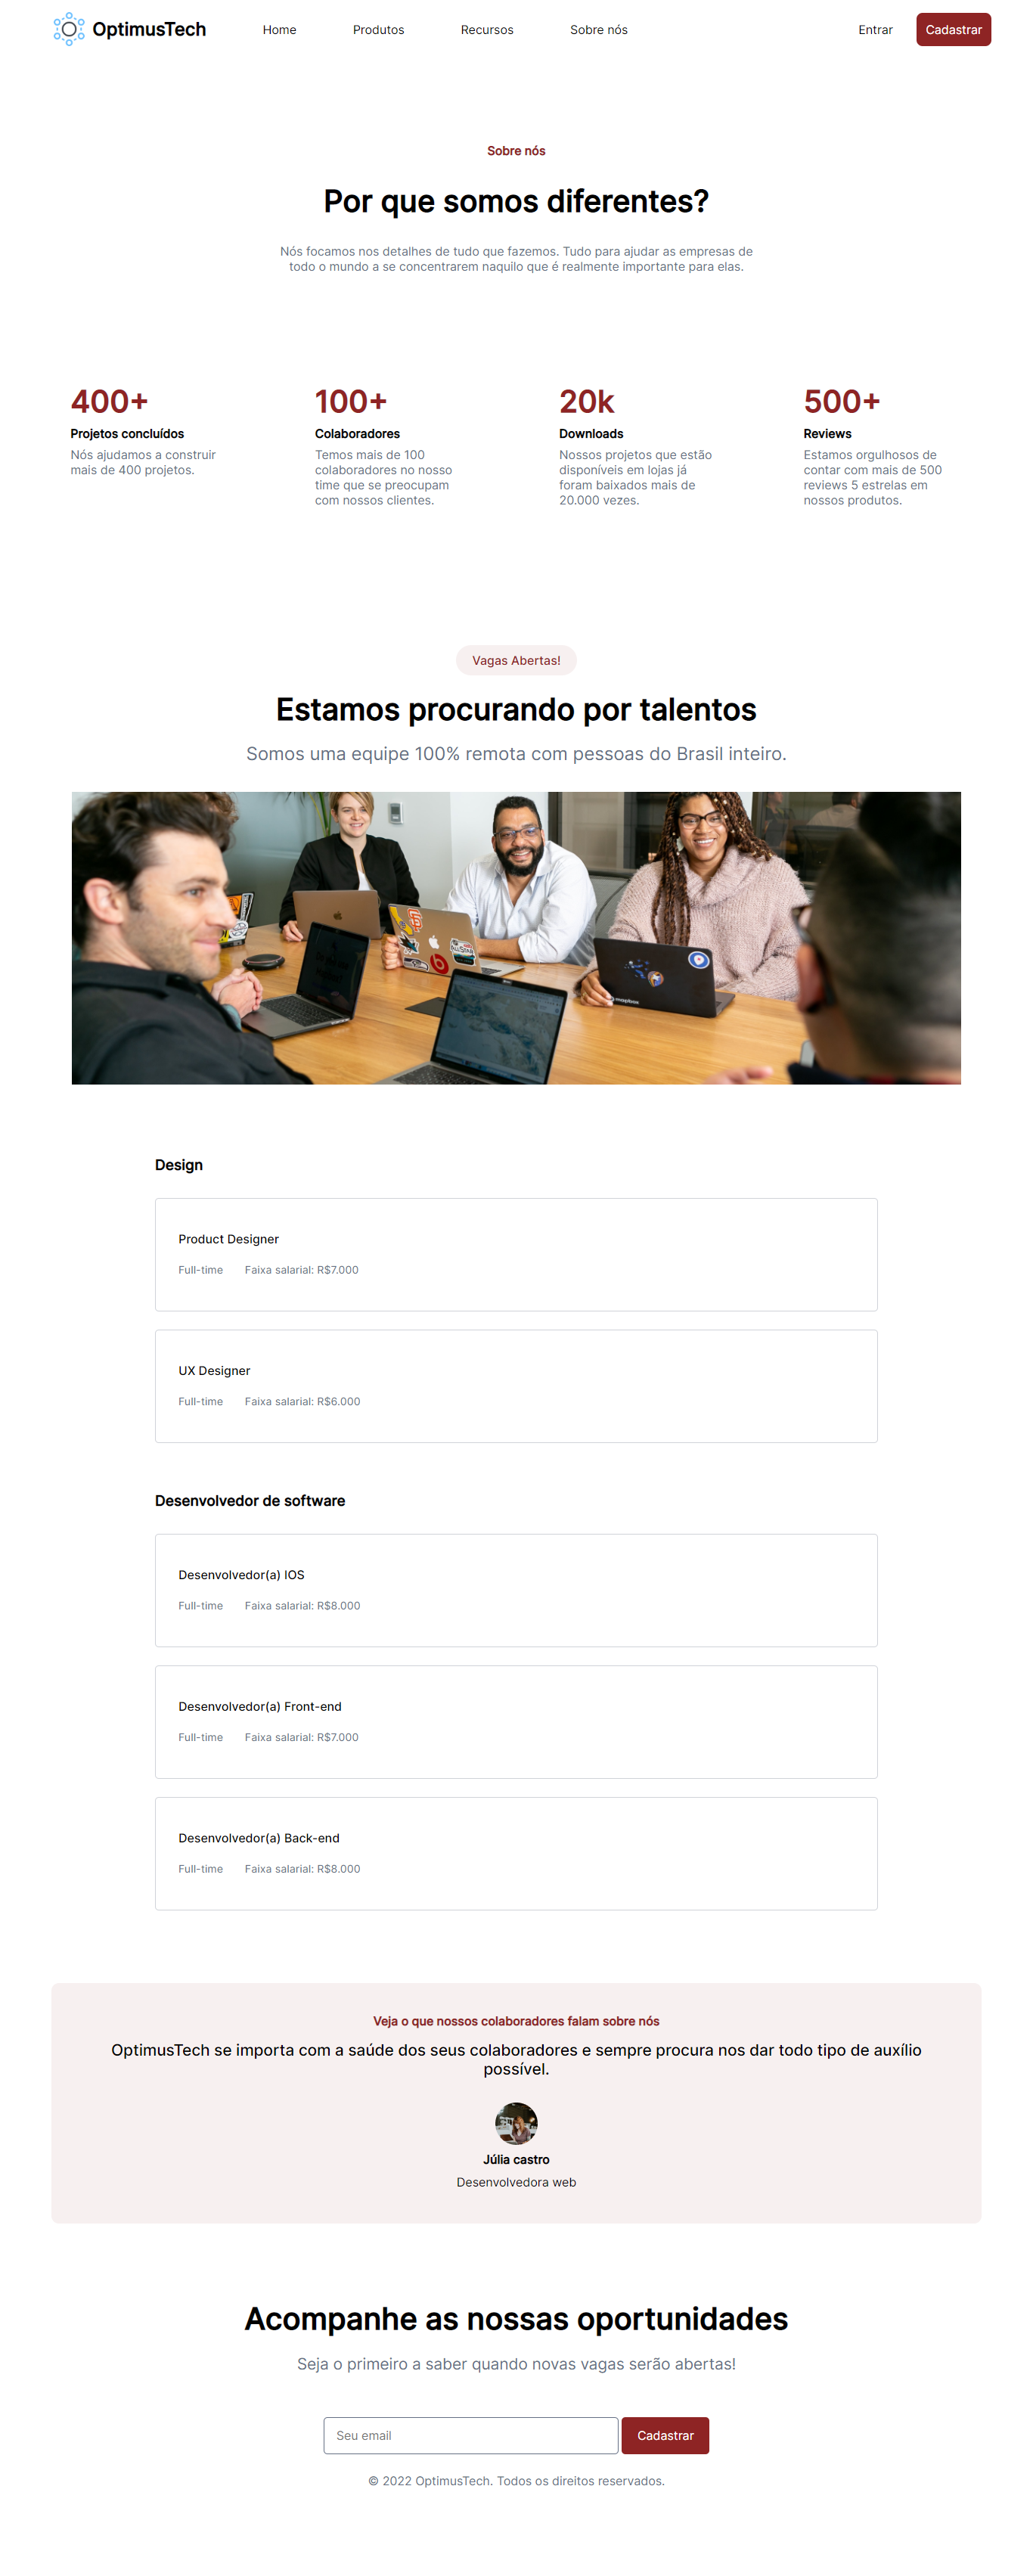 OptimusTech
Home
Produtos
Recursos
Sobre nós
Entrar
Cadastrar
Sobre nós
Por que somos diferentes?
Nós focamos nos detalhes de tudo que fazemos. Tudo para ajudar as empresas de
todo o mundo a se concentrarem naquilo que é realmente importante para elas.
400+
Projetos concluídos
Nós ajudamos a construir
mais de 400 projetos.
100+
Colaboradores
Temos mais de 100
colaboradores no nosso
time que se preocupam
com nossos clientes.
20k
Downloads
Nossos projetos que estão
disponíveis em lojas já
foram baixados mais de
20.000 vezes.
500+
Reviews
Estamos orgulhosos de
contar com mais de 500
reviews 5 estrelas em
nossos produtos.
Vagas Abertas!
Estamos procurando por talentos
Somos uma equipe 100% remota com pessoas do Brasil inteiro.
Design
Product Designer
Full-time Faixa salarial: R$7.000
UX Designer
Full-time Faixa salarial: R$6.000
Desenvolvedor de software
Desenvolvedor(a) IOS
Full-time Faixa salarial: R$8.000
Desenvolvedor(a) Front-end
Full-time Faixa salarial: R$7.000
Desenvolvedor(a) Back-end
Full-time Faixa salarial: R$8.000
Veja o que nossos colaboradores falam sobre nós
OptimusTech se importa com a saúde dos seus colaboradores e sempre procura nos dar todo tipo de auxílio
possível.
Júlia castro
Desenvolvedora web
Acompanhe as nossas oportunidades
Seja o primeiro a saber quando novas vagas serão abertas!
Seu email
Cadastrar
© 2022 OptimusTech. Todos os direitos reservados.